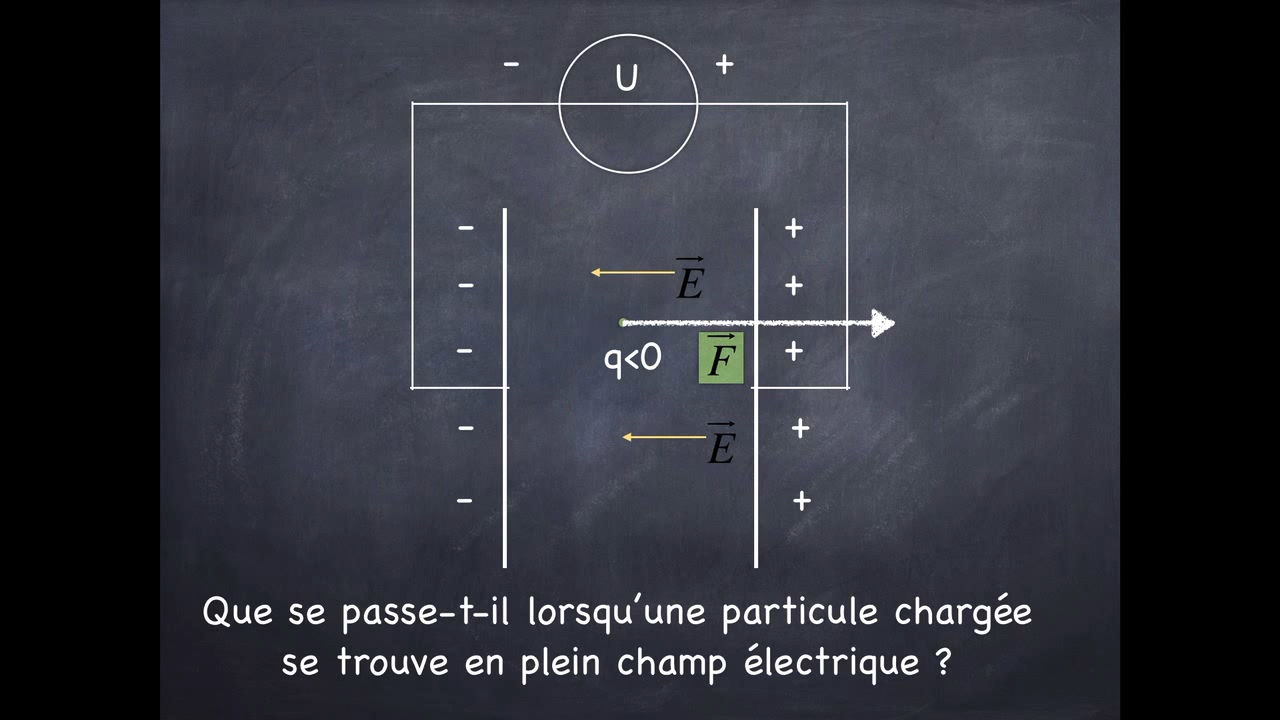 - U +
- +
E
- +
q<0 F
- +
- E +
- +
Que se passe-t-il lorsqu'une particule chargée
se trouve en plein champ électrique ?